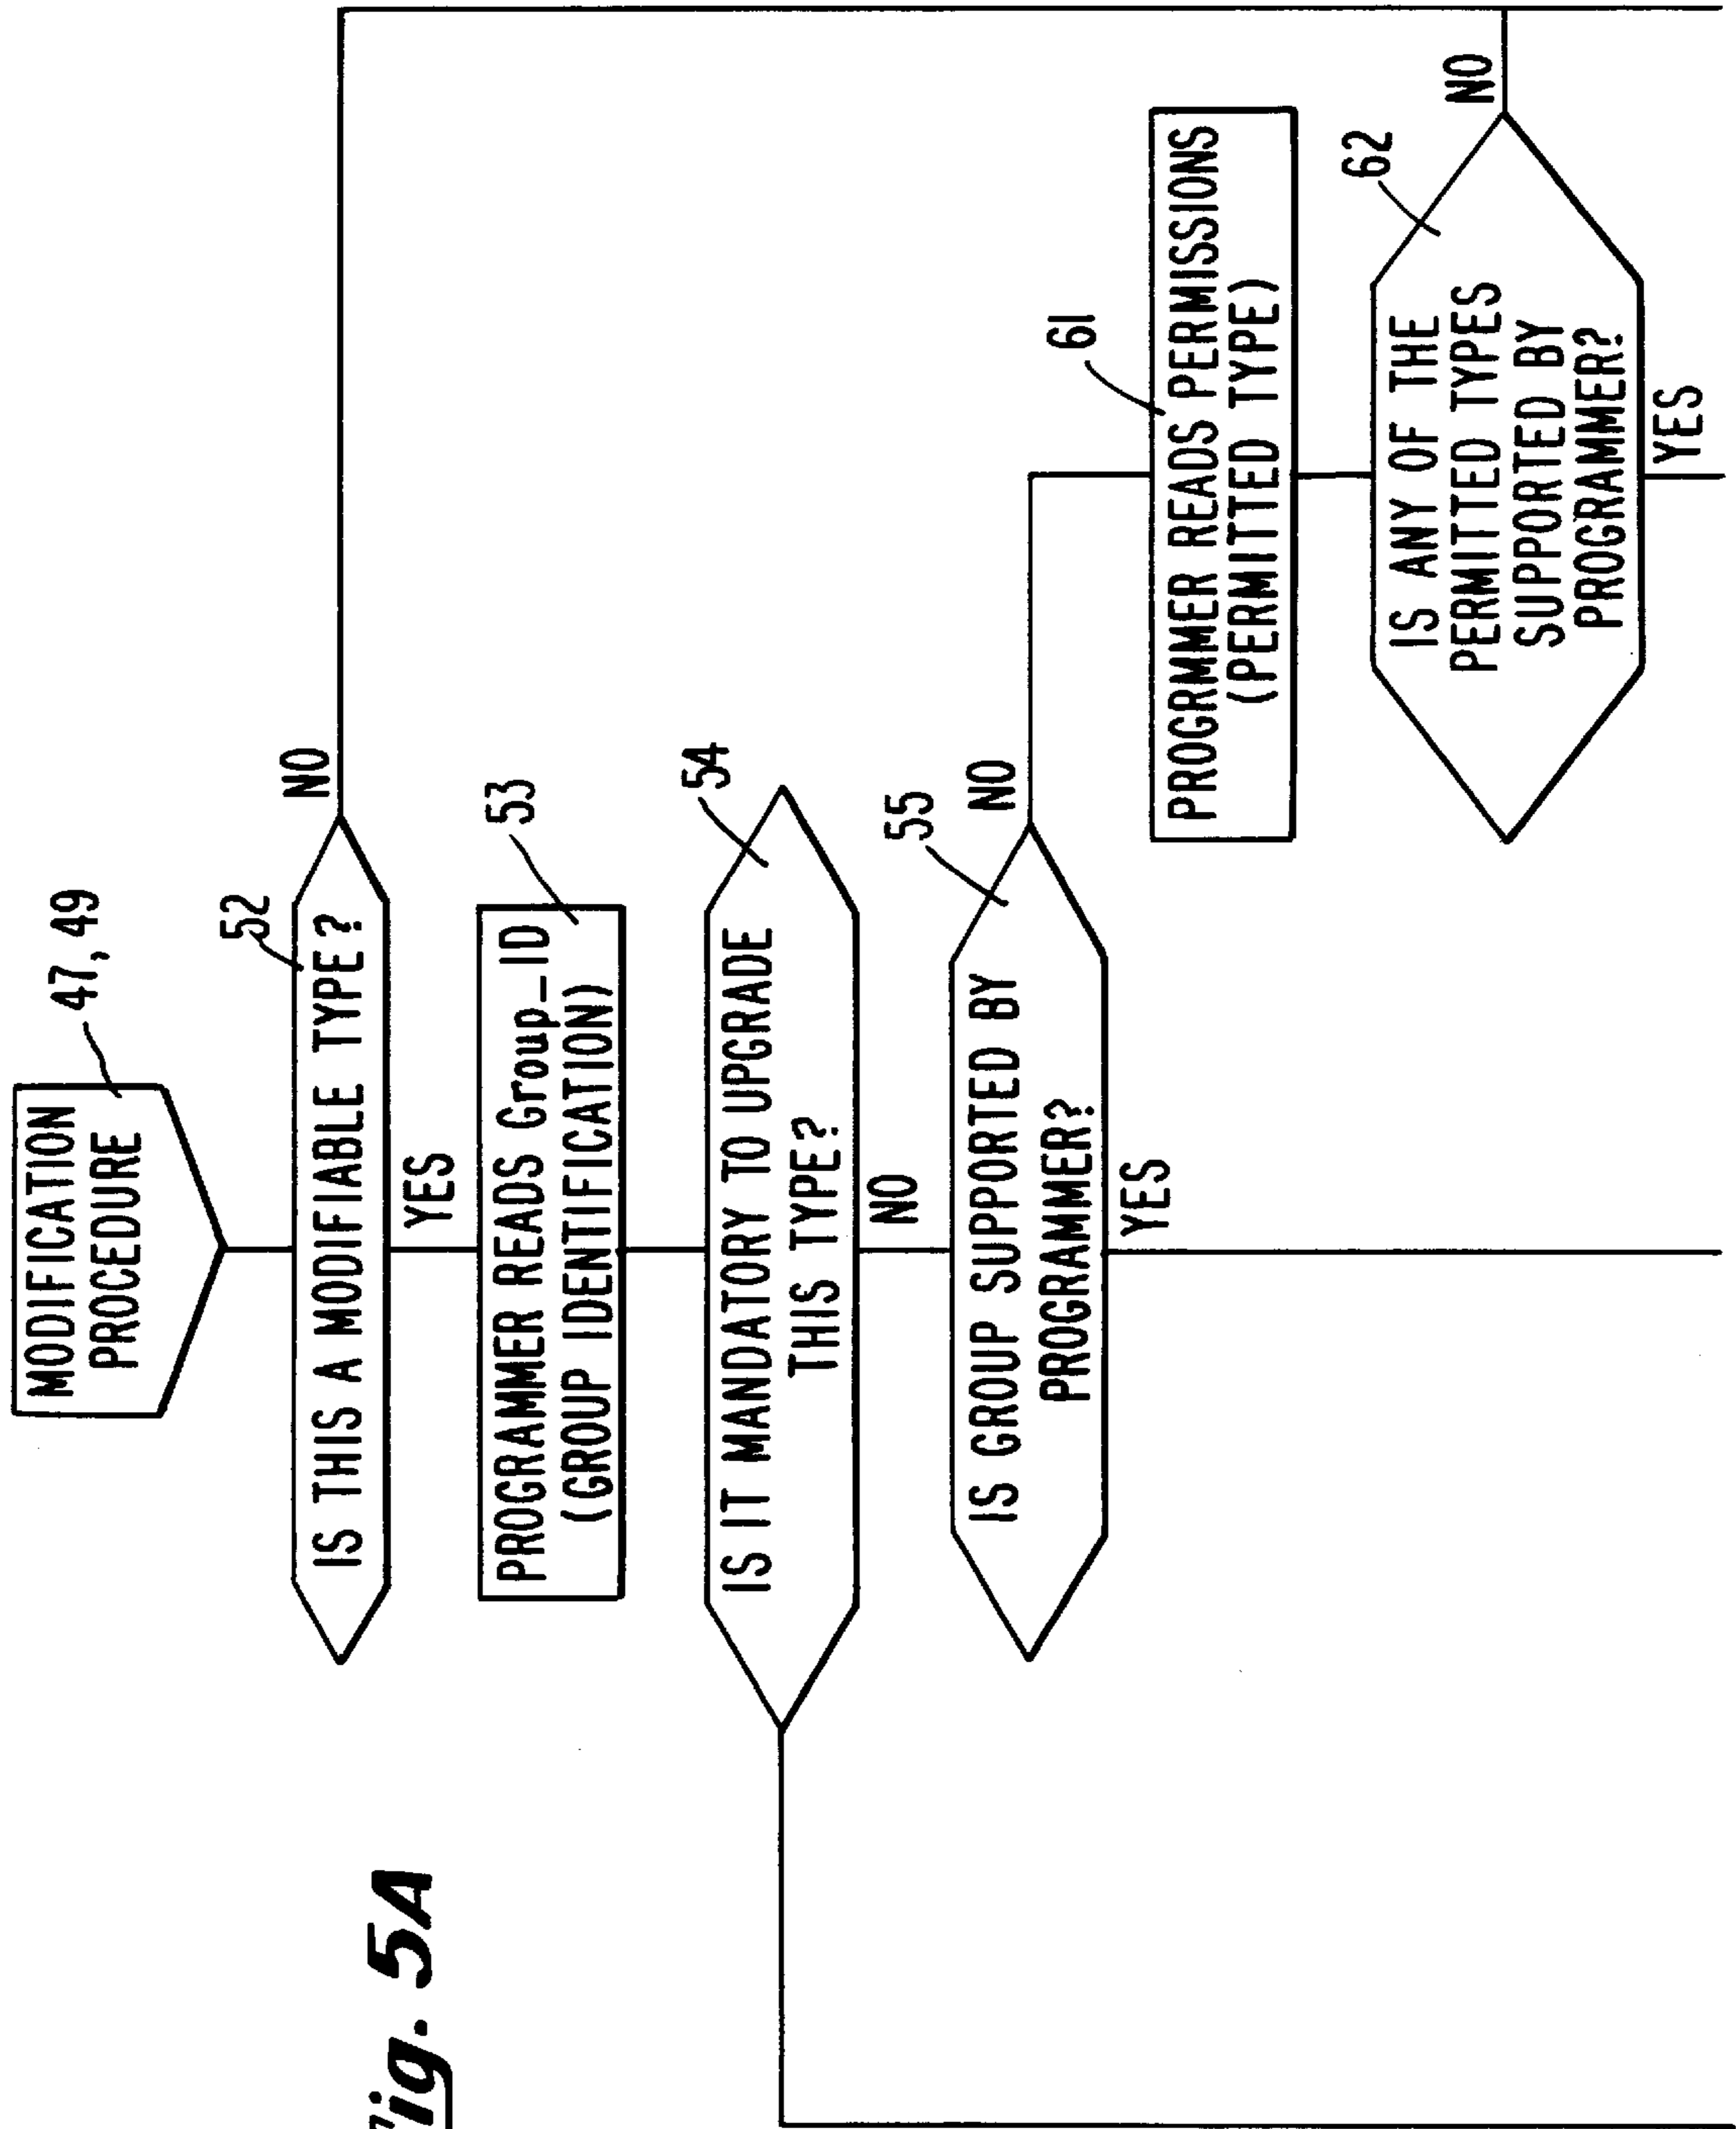 Fig. 5A
MODIFICATION
PROCEDURE
47, 49
52
IS THIS A MODIFIABLE TYPE?
NO
YES
53
PROGRAMMER READS Group_ID
(GROUP IDENTIFICATION)
54
IS IT MANDATORY TO UPGRADE
THIS TYPE?
NO
55
IS GROUP SUPPORTED BY
PROGRAMMER?
NO
YES
61
PROGRMMER READS PERMISSIONS
(PERMITTED TYPE)
62
IS ANY OF THE
PERMITTED TYPES
SUPPORTED BY
PROGRAMMER?
NO
YES